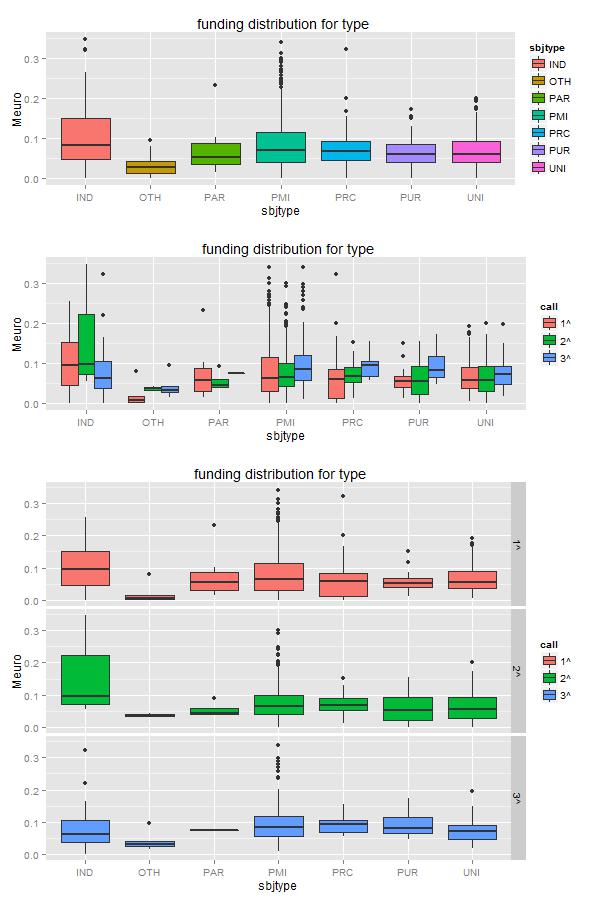 funding distribution for type
Meuro
0.3
0.2
0.1
0.0
IND OTH PAR PMI PRC PUR UNI
sbjtype
sbjtype
IND
OTH
PAR
PMI
PRC
PUR
UNI
funding distribution for type
Meuro
0.3
0.2
0.1
0.0
IND OTH PAR PMI PRC PUR UNI
sbjtype
call
1^
2^
3^
funding distribution for type
Meuro
0.3
0.2
0.1
0.0
1^
0.3
0.2
0.1
0.0
2^
0.3
0.2
0.1
0.0
3^
IND OTH PAR PMI PRC PUR UNI
sbjtype
call
1^
2^
3^